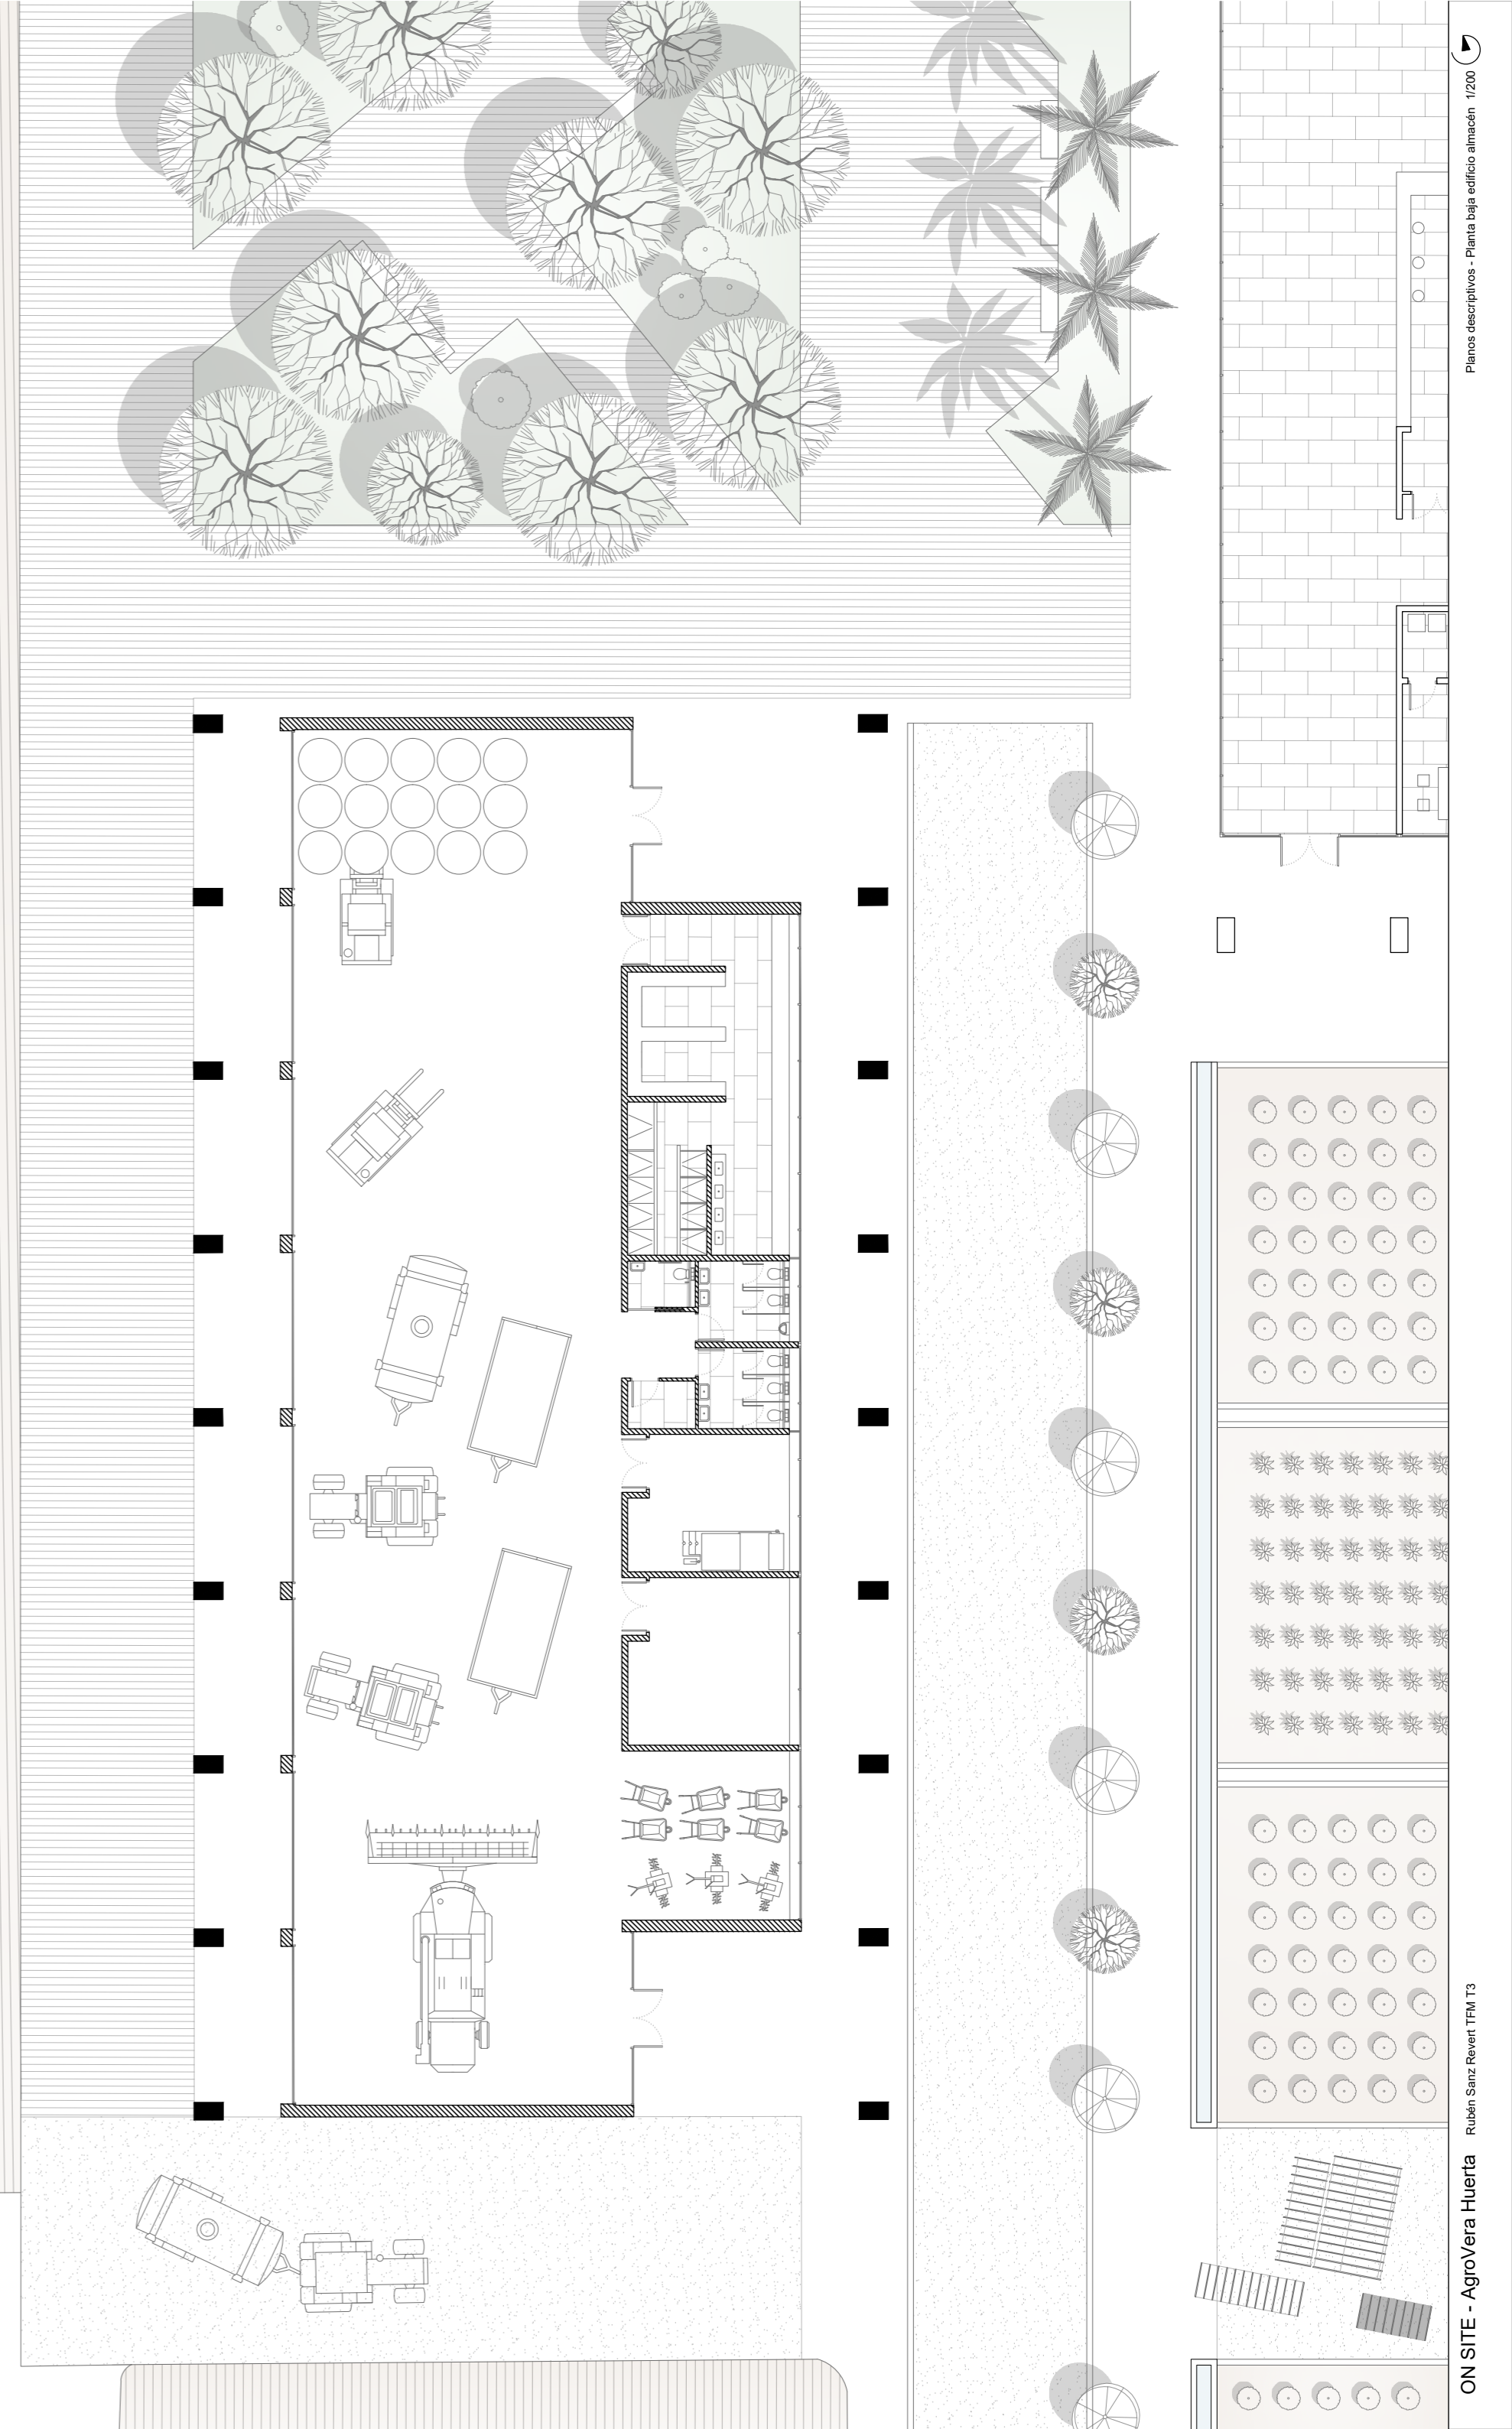 ON SITE - AgroVera Huerta
Rubén Sanz Revert TFM T3
Planos descriptivos - Planta baja edificio almacén 1/200